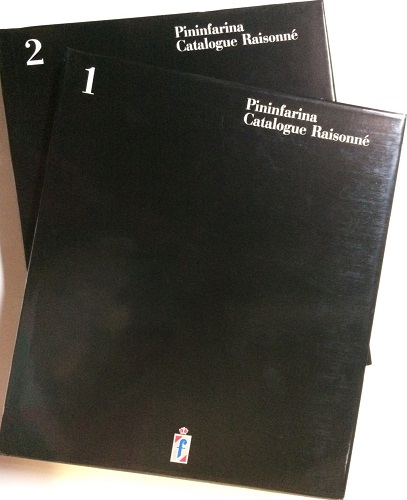 2
Pininfarina
Catalogue Raisonné
1
Pininfarina
Catalogue Raisonné
f